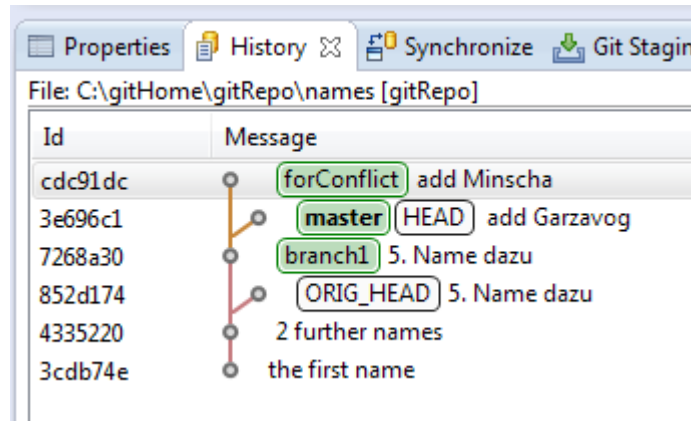 Properties History Synchronize Git Stagin
File: C:\gitHome\gitRepo\names [gitRepo]
Id Message
cdc91dc forConflict add Minscha
3e696c1 master HEAD add Garzavog
7268a30 branch1 5. Name dazu
852d174 ORIG_HEAD 5. Name dazu
4335220 2 further names
3cdb74e the first name